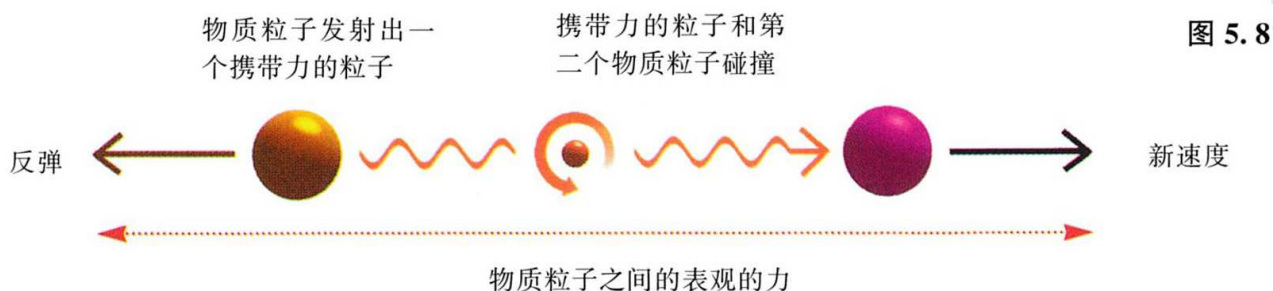 物质粒子发射出一
个携带力的粒子
携带力的粒子和第
二个物质粒子碰撞
图 5.8
反弹
新速度
物质粒子之间的表观的力